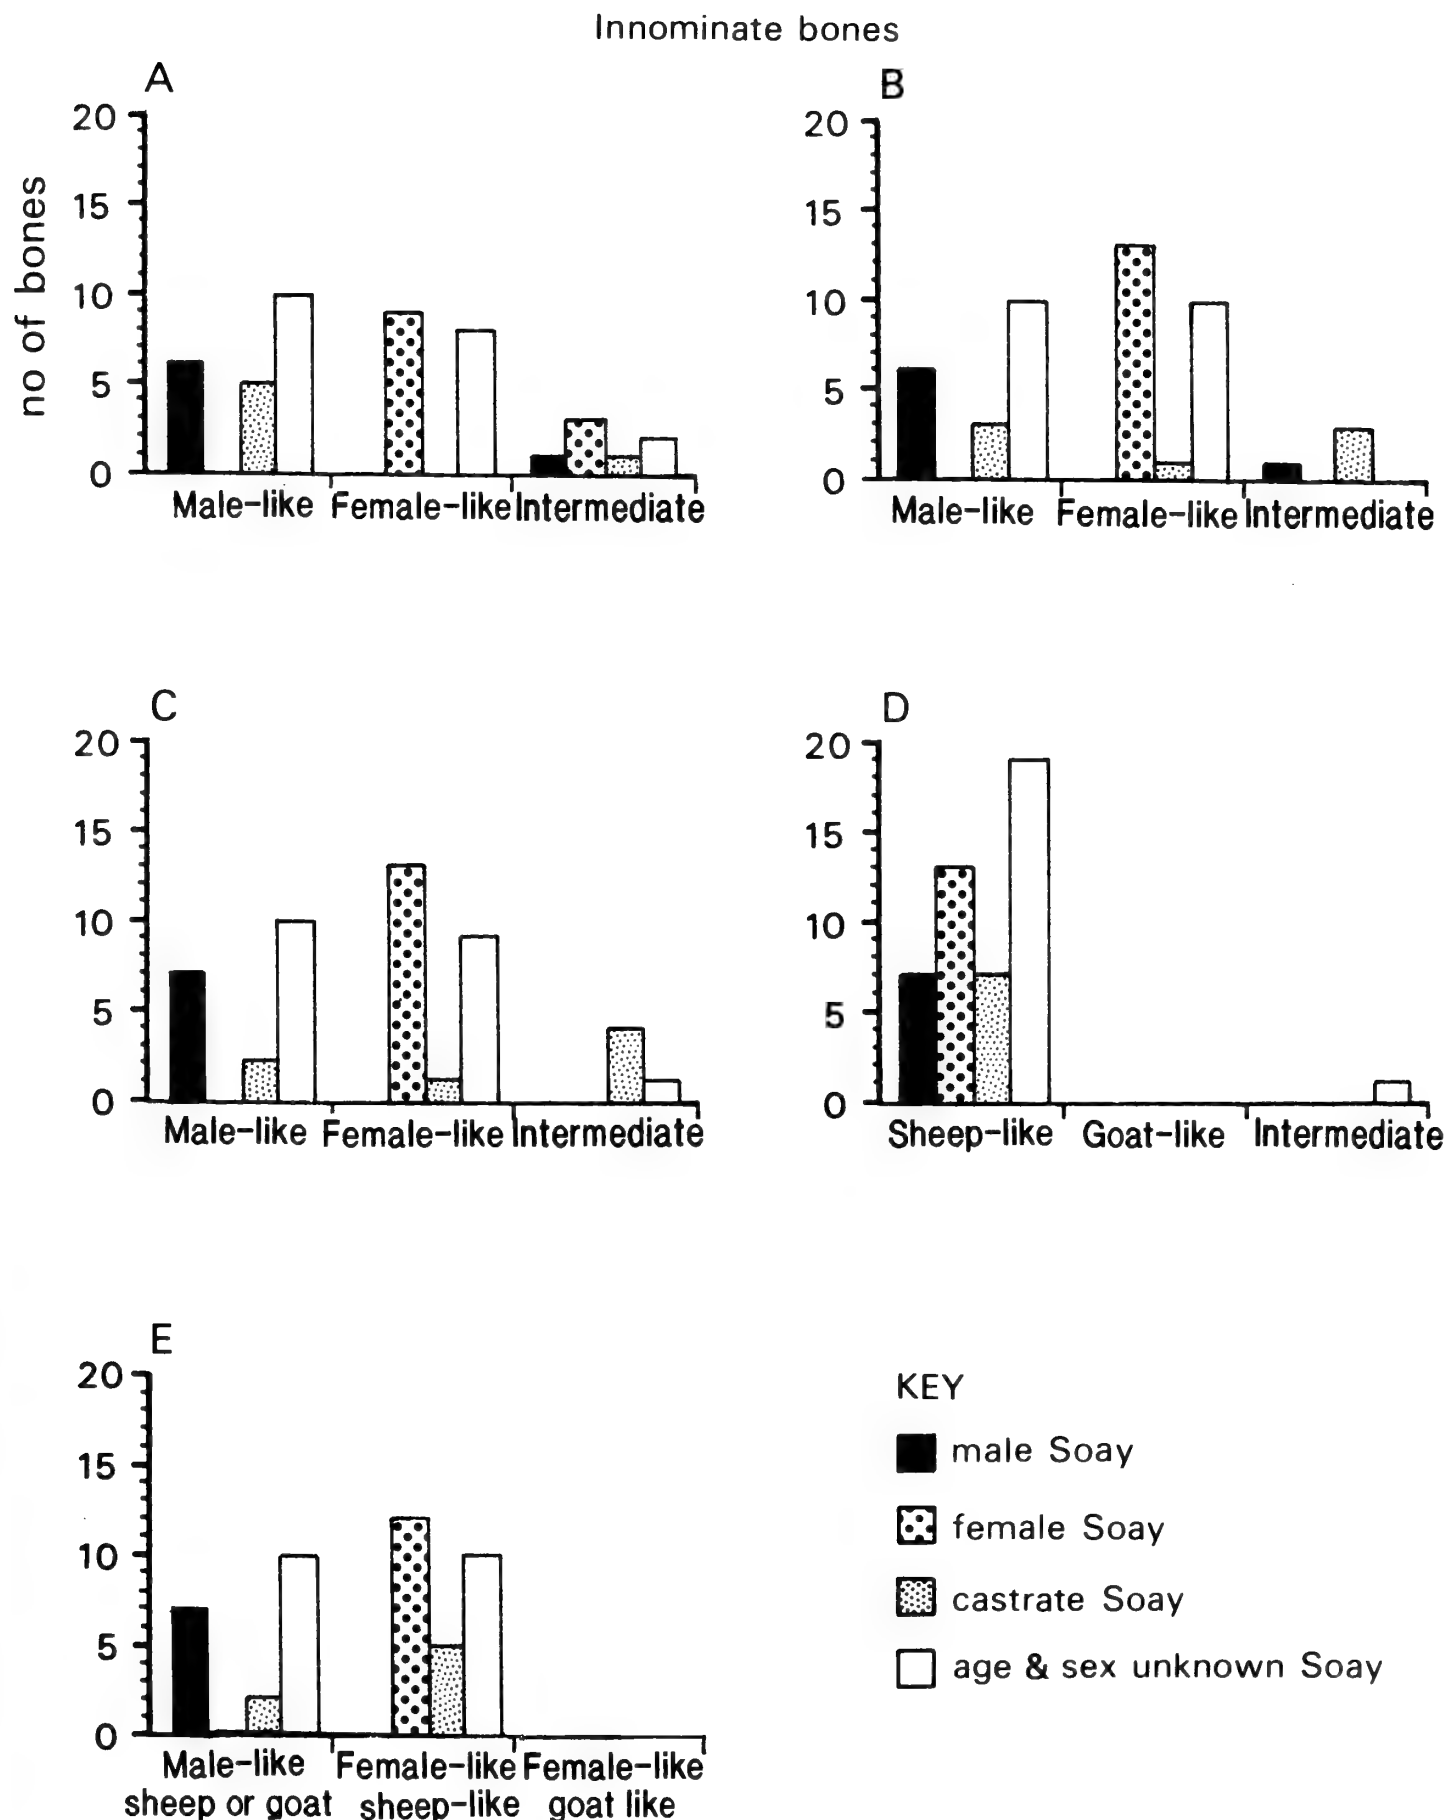 Innominate bones
A
no of bones
20
15
10
5
0
Male-like Female-like Intermediate
B
20
15
10
5
0
Male-like Female-like Intermediate
C
20
15
10
5
0
Male-like Female-like Intermediate
D
20
15
10
5
0
Sheep-like Goat-like Intermediate
E
20
15
10
5
0
Male-like Female-like Female-like
sheep or goat sheep-like goat like
KEY
male Soay
female Soay
castrate Soay
age & sex unknown Soay